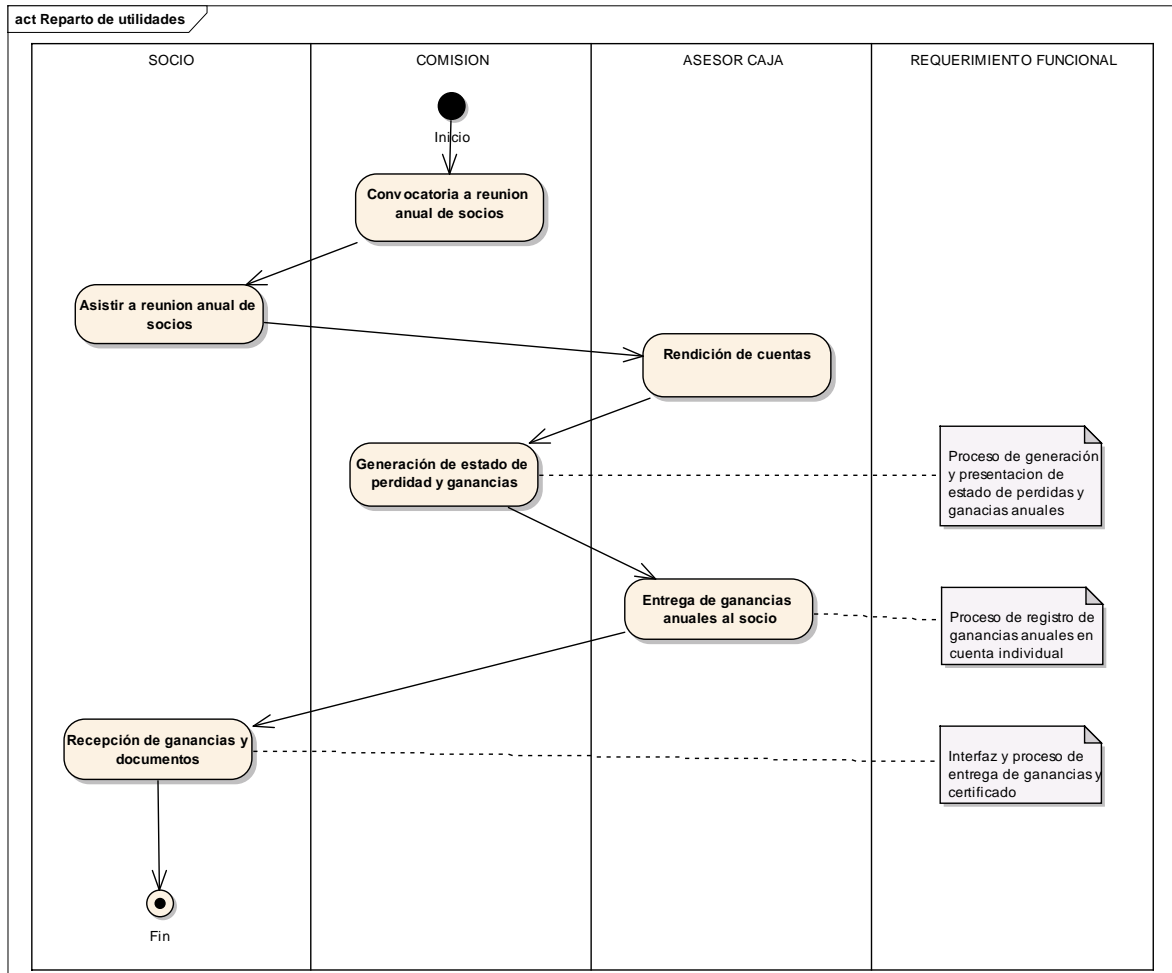 act Reparto de utilidades
SOCIO
COMISION
ASESOR CAJA
REQUERIMIENTO FUNCIONAL
Inicio
Convocatoria a reunion
anual de socios
Asistir a reunion anual de
socios
Rendición de cuentas
Generación de estado de
perdidad y ganancias
Proceso de generación
y presentacion de
estado de perdidas y
ganacias anuales
Entrega de ganancias
anuales al socio
Proceso de registro de
ganancias anuales en
cuenta individual
Recepción de ganancias y
documentos
Interfaz y proceso de
entrega de ganancias y
certificado
Fin